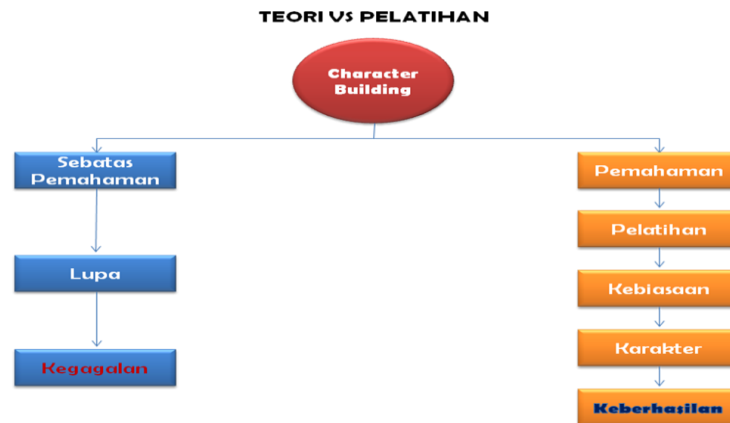 TEORI VS PELATIHAN
Character
Building
Sebatas
Pemahaman
Lupa
Kegagalan
Pemahaman
Pelatihan
Kebiasaan
Karakter
Keberhasilan